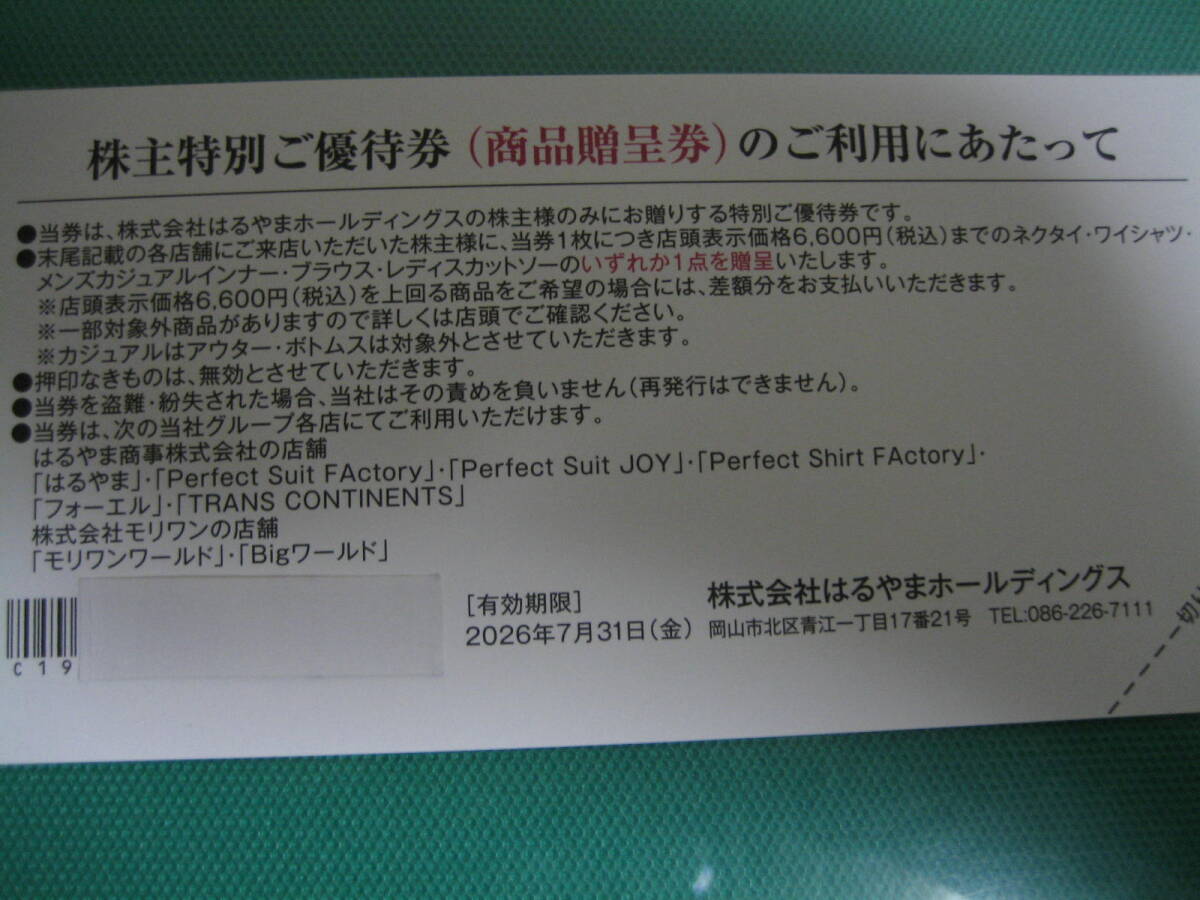 株主特別ご優待券(商品贈呈券)のご利用にあたって
●当券は、株式会社はるやまホールディングスの株主様のみにお贈りする特別ご優待券です。
●末尾記載の各店舗にご来店いただいた株主様に、当券1枚につき店頭表示価格6,600円(税込)までのネクタイ・ワイシャツ・
メンズカジュアルインナー・ブラウス・レディスカットソーのいずれか1点を贈呈いたします。
※店頭表示価格6,600円(税込)を上回る商品をご希望の場合には、差額分をお支払いいただきます。
※一部対象外商品がありますので詳しくは店頭でご確認ください。
※カジュアルはアウター・ボトムスは対象外とさせていただきます。
●押印なきものは、無効とさせていただきます。
●当券を盗難・紛失された場合、当社はその責めを負いません(再発行はできません)。
●当券は、次の当社グループ各店にてご利用いただけます。
はるやま商事株式会社の店舗
「はるやま」・「Perfect Suit FActory」・「Perfect Suit JOY」・「Perfect Shirt FActory」・
「フォーエル」・「TRANS CONTINENTS」
株式会社モリワンの店舗
「モリワンワールド」・「Bigワールド」
C19
[有効期限]
2026年7月31日(金)
株式会社はるやまホールディングス
岡山市北区青江一丁目17番21号 TEL:086-226-7111
切